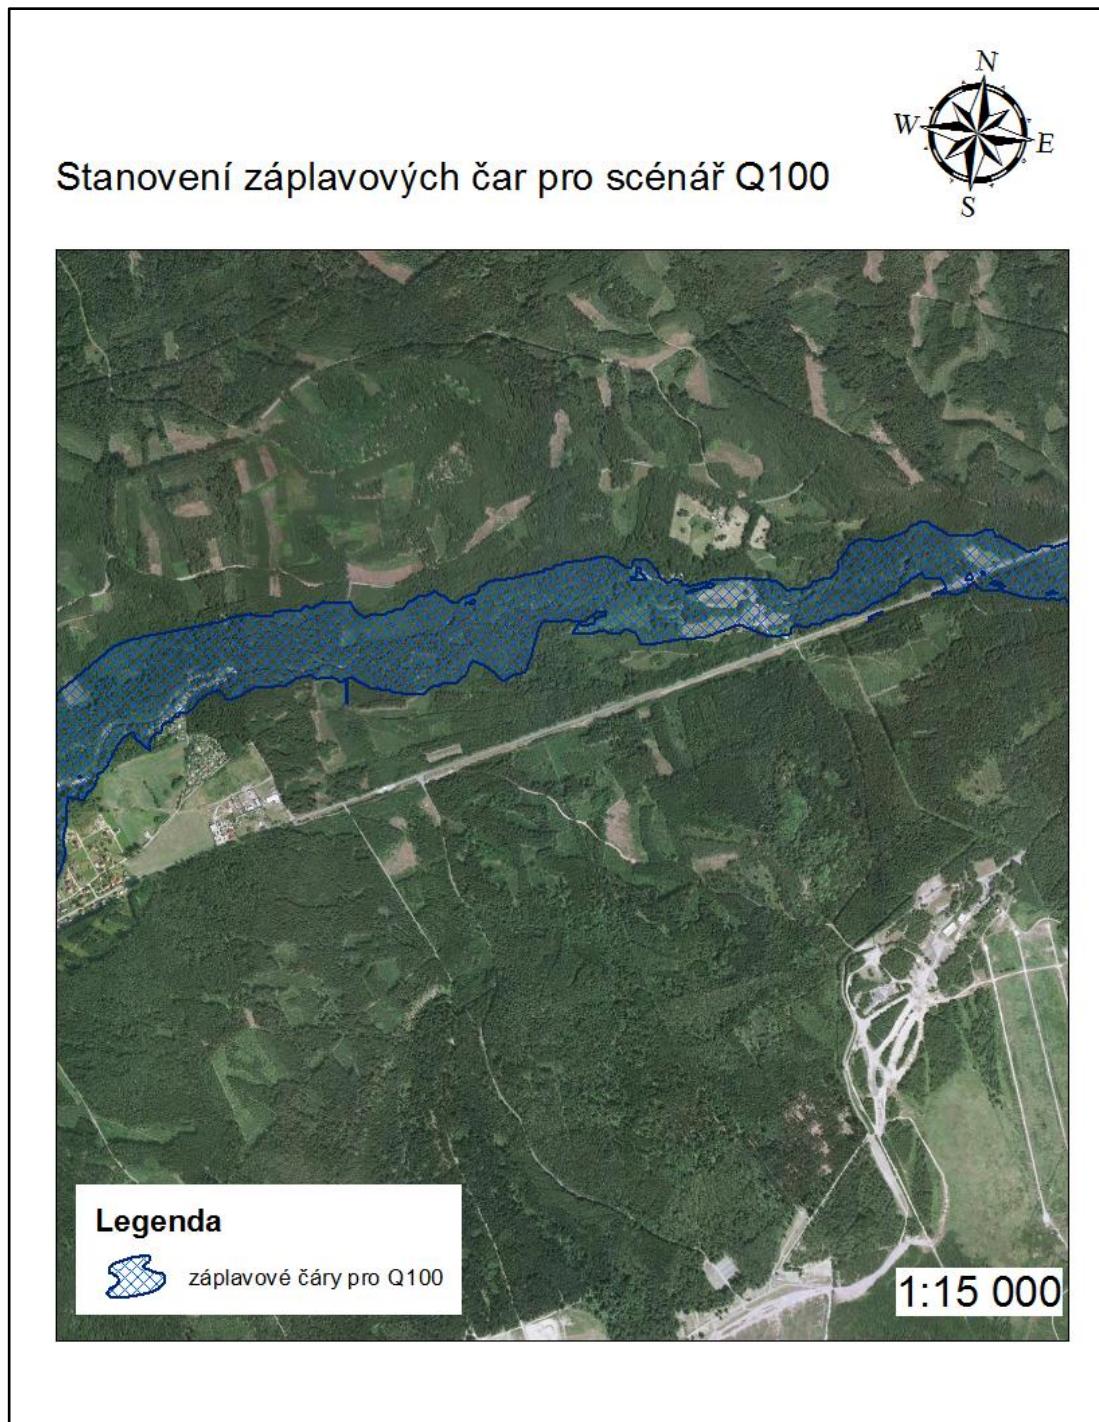 N
W
E
S
Stanovení záplavových čar pro scénář Q100
Legenda
záplavové čáry pro Q100
1:15 000